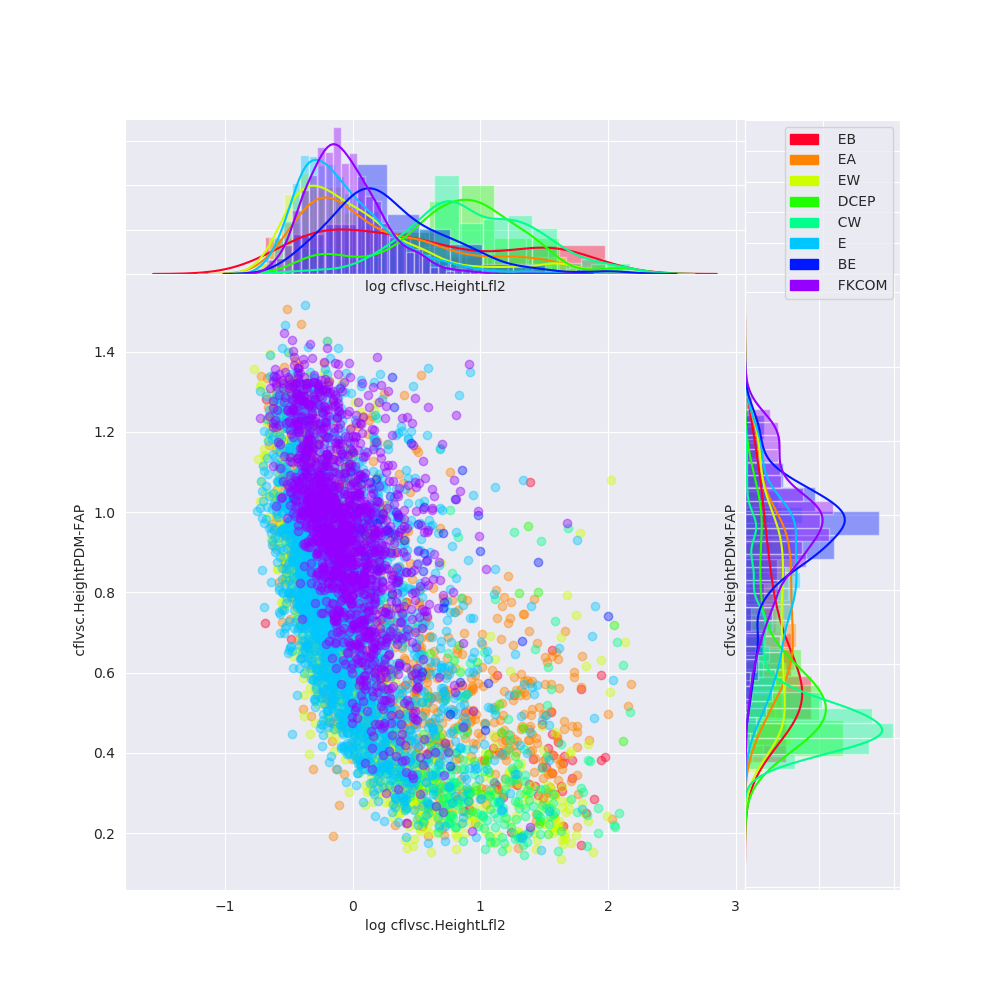 EB
EA
EW
DCEP
CW
E
BE
FKCOM
log cflvsc.HeightLfl2
1.4
1.2
1.0
0.8
0.6
0.4
0.2
cflvsc.HeightPDM-FAP
cflvsc.HeightPDM-FAP
−1
0
1
2
3
log cflvsc.HeightLfl2